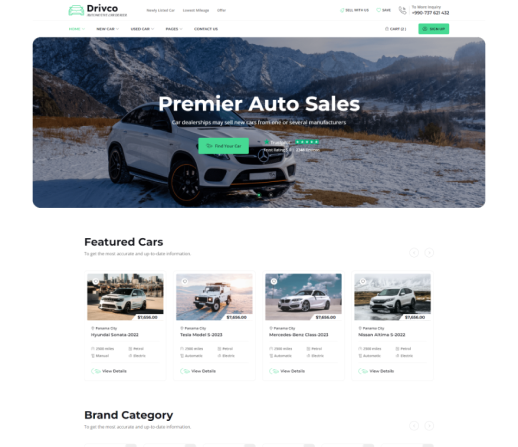 Drivco
Newly Listed Car Lowest Mileage Offer
SELL WITH US SAVE
To More Inquiry
+990-737 621 432
HOME NEW CAR USED CAR PAGES CONTACT US
CART (2) SIGN UP
Premier Auto Sales
Car dealerships may sell new cars from one or several manufacturers
Find Your Car
Featured Cars
To get the most accurate and up-to-date information.
$7,656.00 $7,656.00 $7,656.00 $7,656.00
Panama City Panama City Panama City Panama City
Hyundai Sonata-2022 Tesla Model S-2023 Mercedes-Benz Class-2023 Nissan Altima S-2022
2500 miles Petrol 2500 miles Petrol 2500 miles Petrol 2500 miles Petrol
Manual Electric Automatic Electric Automatic Electric Automatic Electric
View Details View Details View Details View Details
Brand Category
To get the most accurate and up-to-date information.